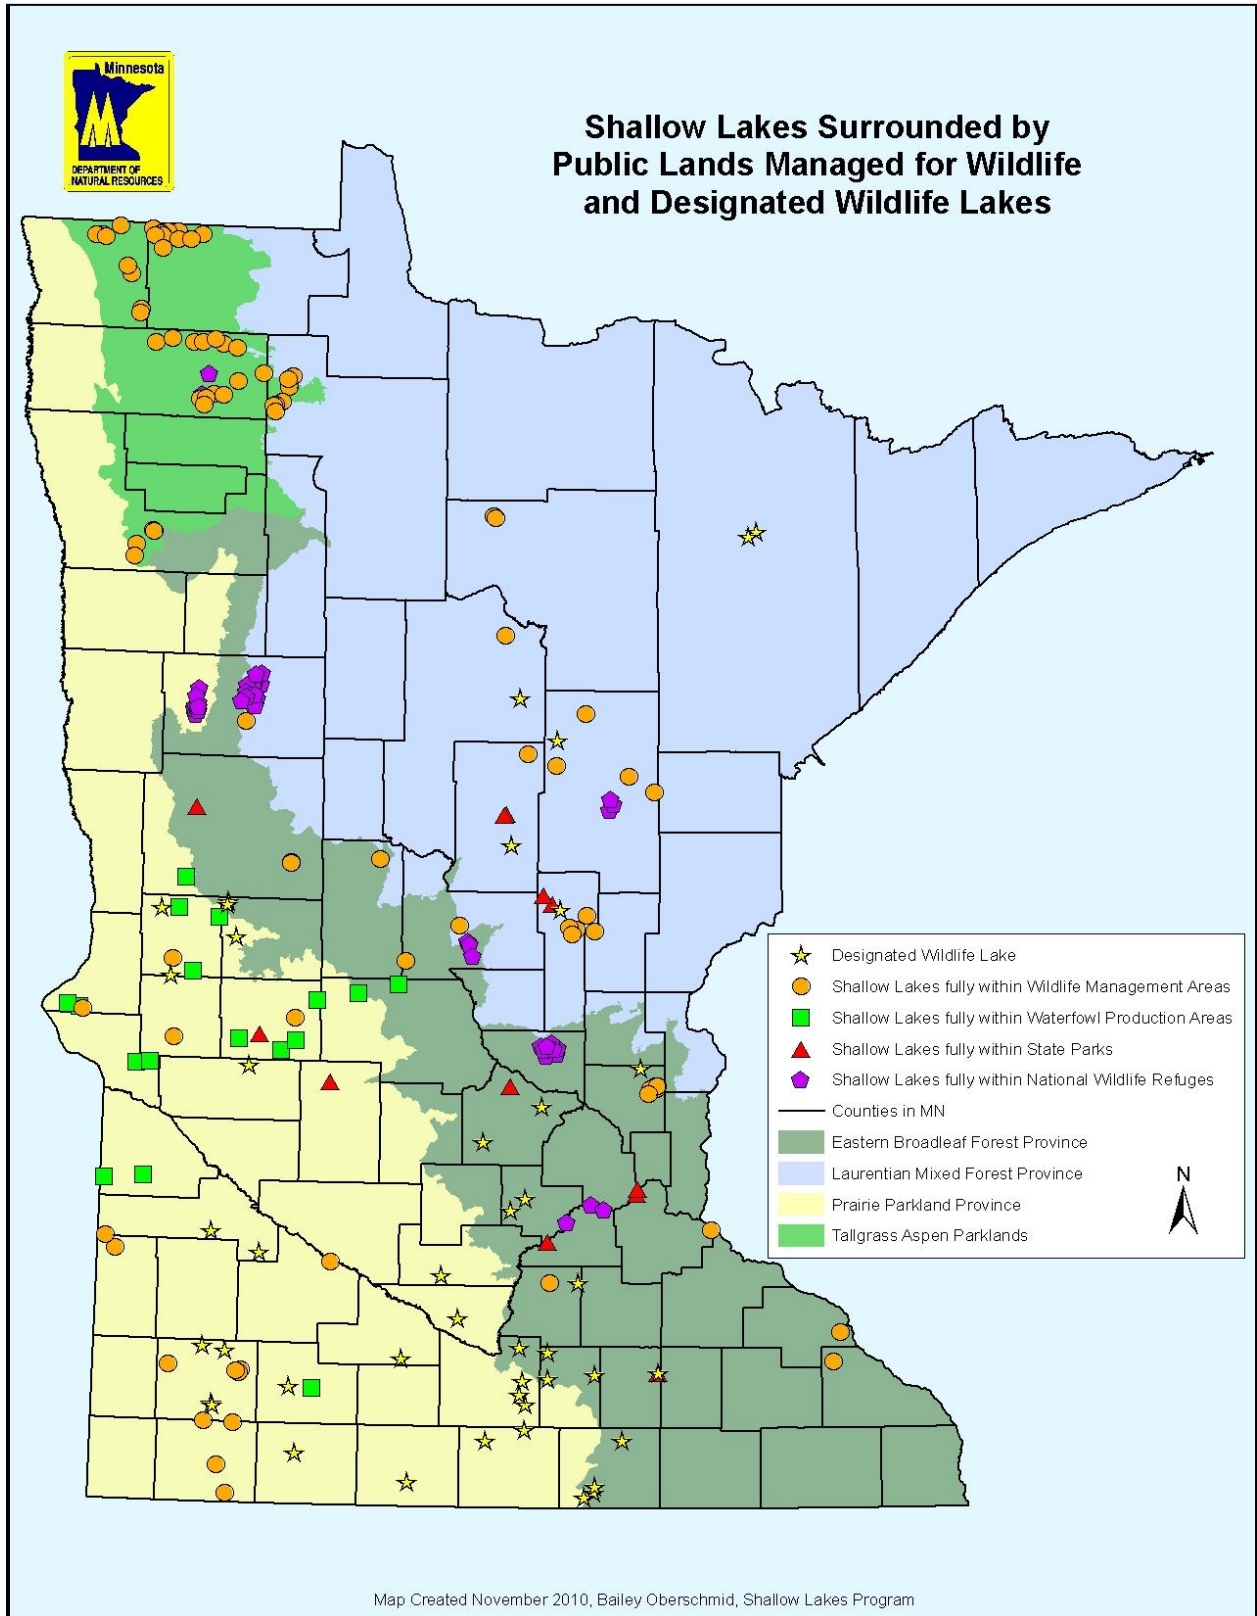 Minnesota
DEPARTMENT OF
NATURAL RESOURCES
Shallow Lakes Surrounded by
Public Lands Managed for Wildlife
and Designated Wildlife Lakes
Designated Wildlife Lake
Shallow Lakes fully within Wildlife Management Areas
Shallow Lakes fully within Waterfowl Production Areas
Shallow Lakes fully within State Parks
Shallow Lakes fully within National Wildlife Refuges
Counties in MN
Eastern Broadleaf Forest Province
Laurentian Mixed Forest Province
Prairie Parkland Province
Tallgrass Aspen Parklands
N
Map Created November 2010, Bailey Oberschmid, Shallow Lakes Program